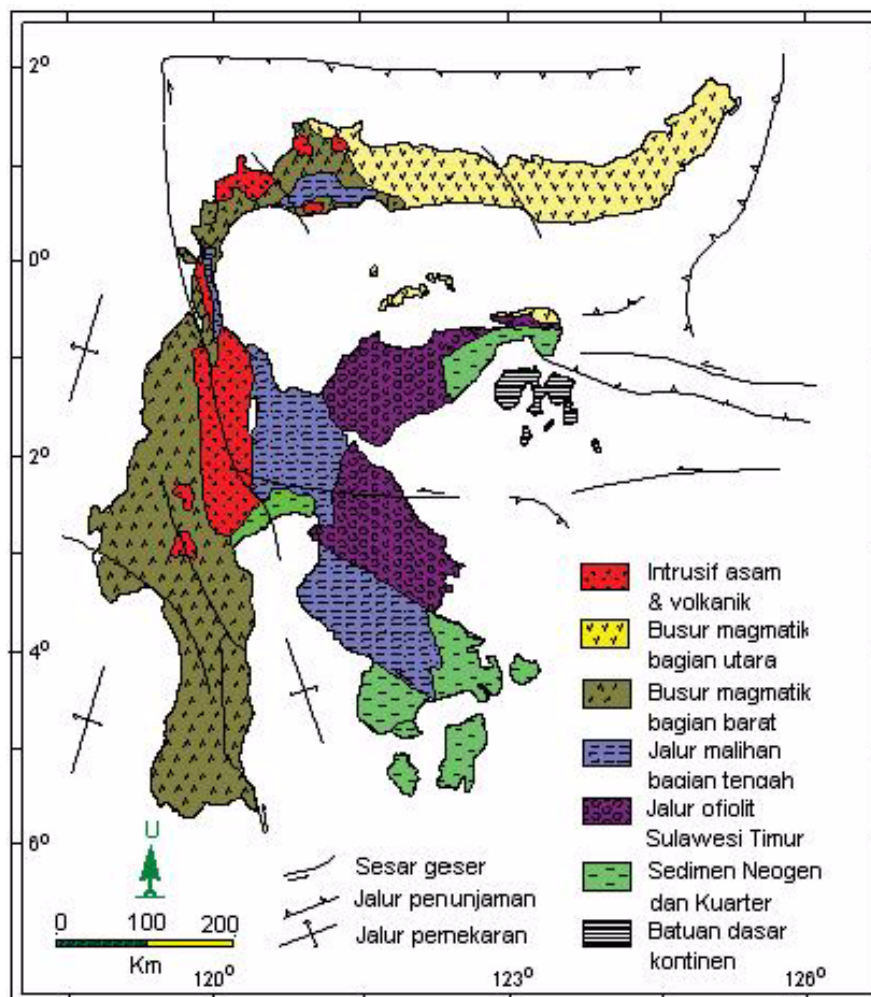 2°
0°
2°
4°
6°
Intrusif asam
& volkanik
Busur magmatik
bagian utara
Busur magmatik
bagian barat
Jalur malihan
bagian tengah
Jalur ofiolit
Sulawesi Timur
Sedimen Neogen
dan Kuarter
Batuan dasar
kontinen
U
Sesar geser
Jalur penunjaman
Jalur pemekaran
0 100 200
Km
120° 123° 126°